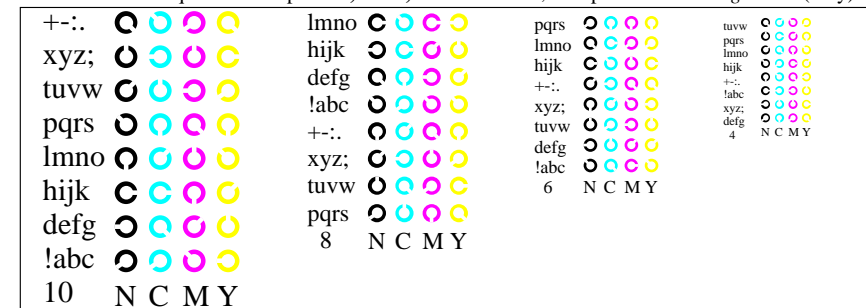 +-:.
xyz;
tuvw
pqrs
lmno
hijk
defg
!abc
10 N C M Y
lmno
hijk
defg
!abc
+-:.
xyz;
tuvw
pqrs
8 N C M Y
pqrs
lmno
hijk
+-:.
xyz;
tuvw
defg
!abc
6 N C M Y
tuvw
pqrs
lmno
hijk
+-:.
!abc
xyz;
defg
4 N C M Y